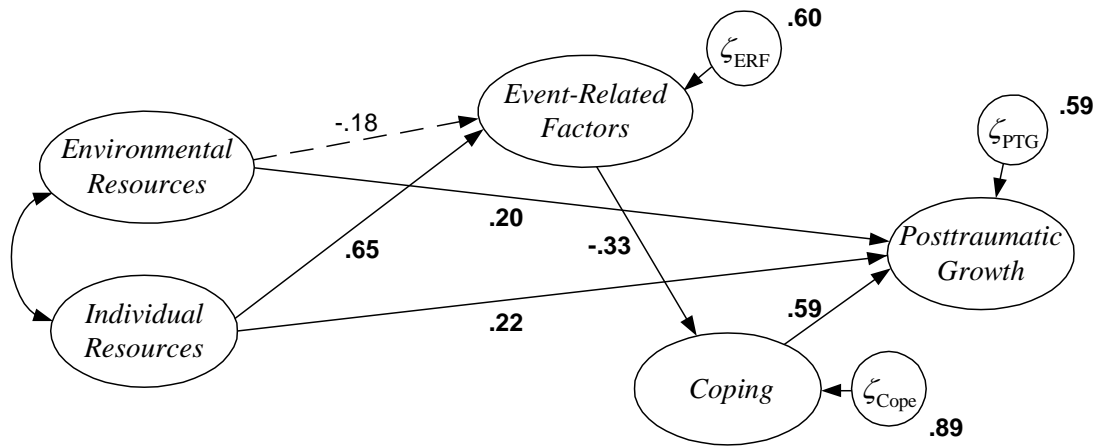 .60
ζERF
Event-Related
Factors
-.18
.59
ζPTG
Environmental
Resources
.20
-.33
Posttraumatic
Growth
.65
Individual
Resources
.22
.59
Coping
ζCope
.89